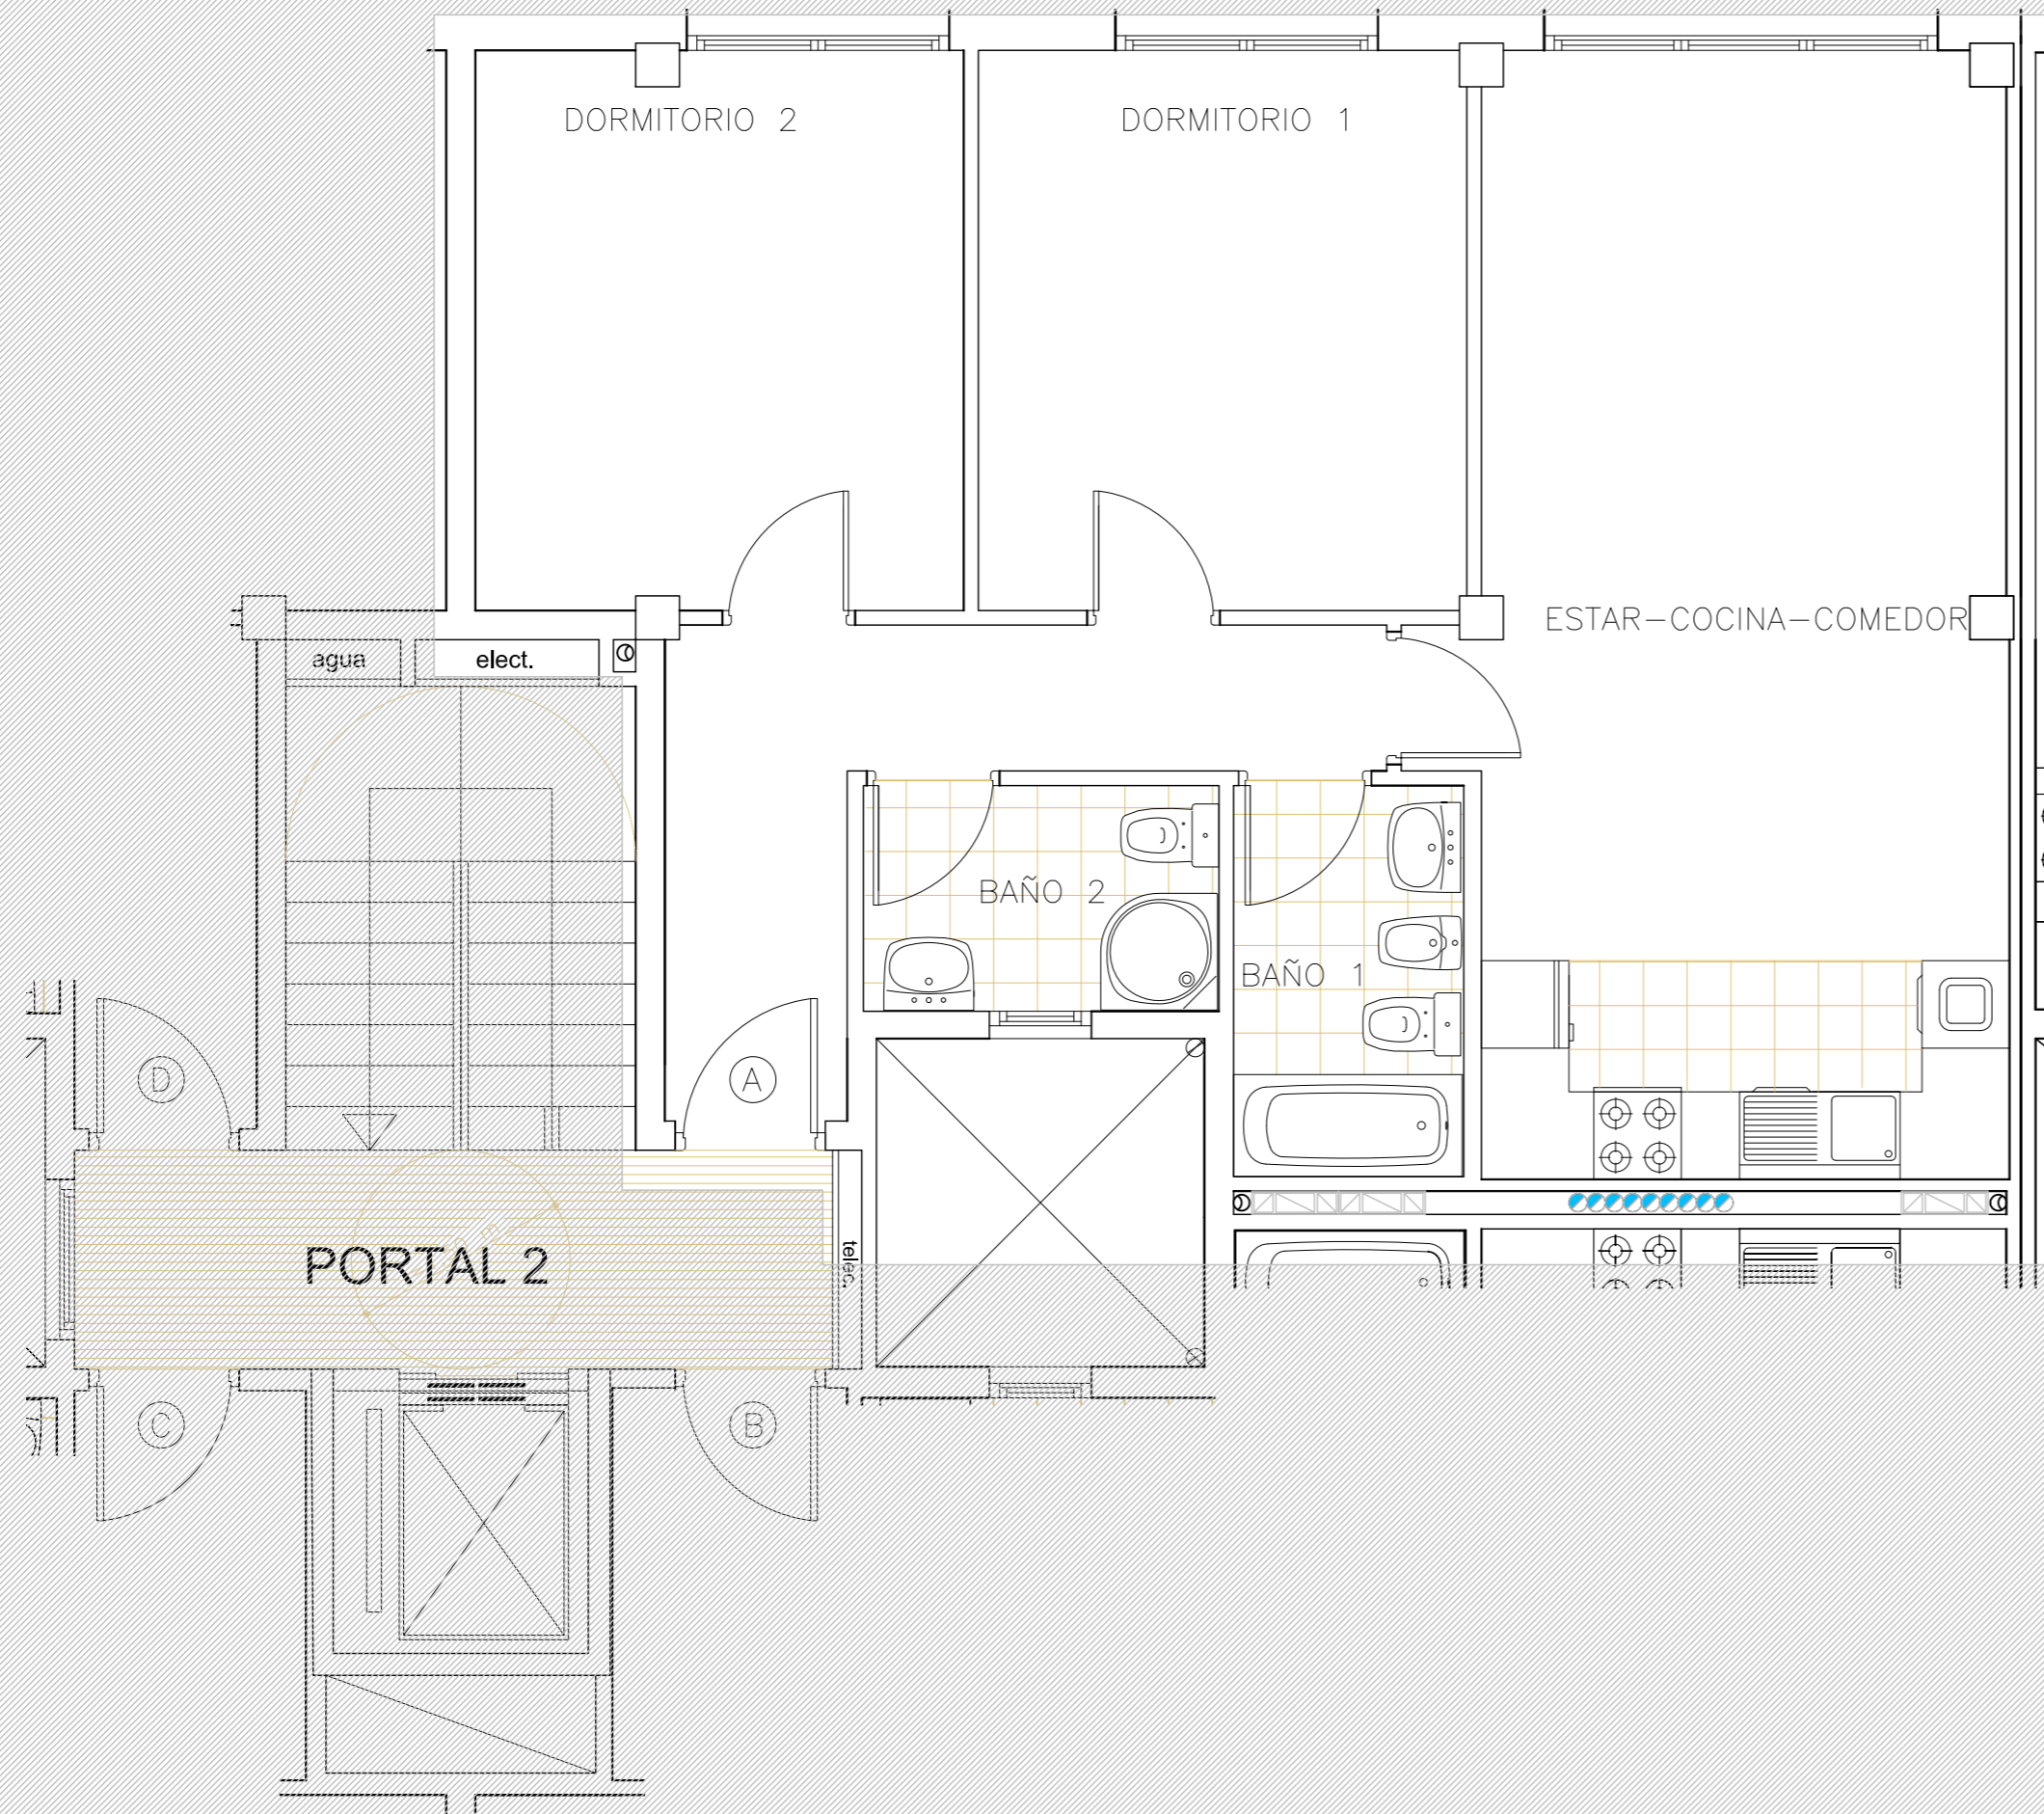 DORMITORIO 2
DORMITORIO 1
ESTAR-COCINA-COMEDOR
agua
elect.
BAÑO 2
BAÑO 1
D
A
PORTAL 2
telec.
C
B